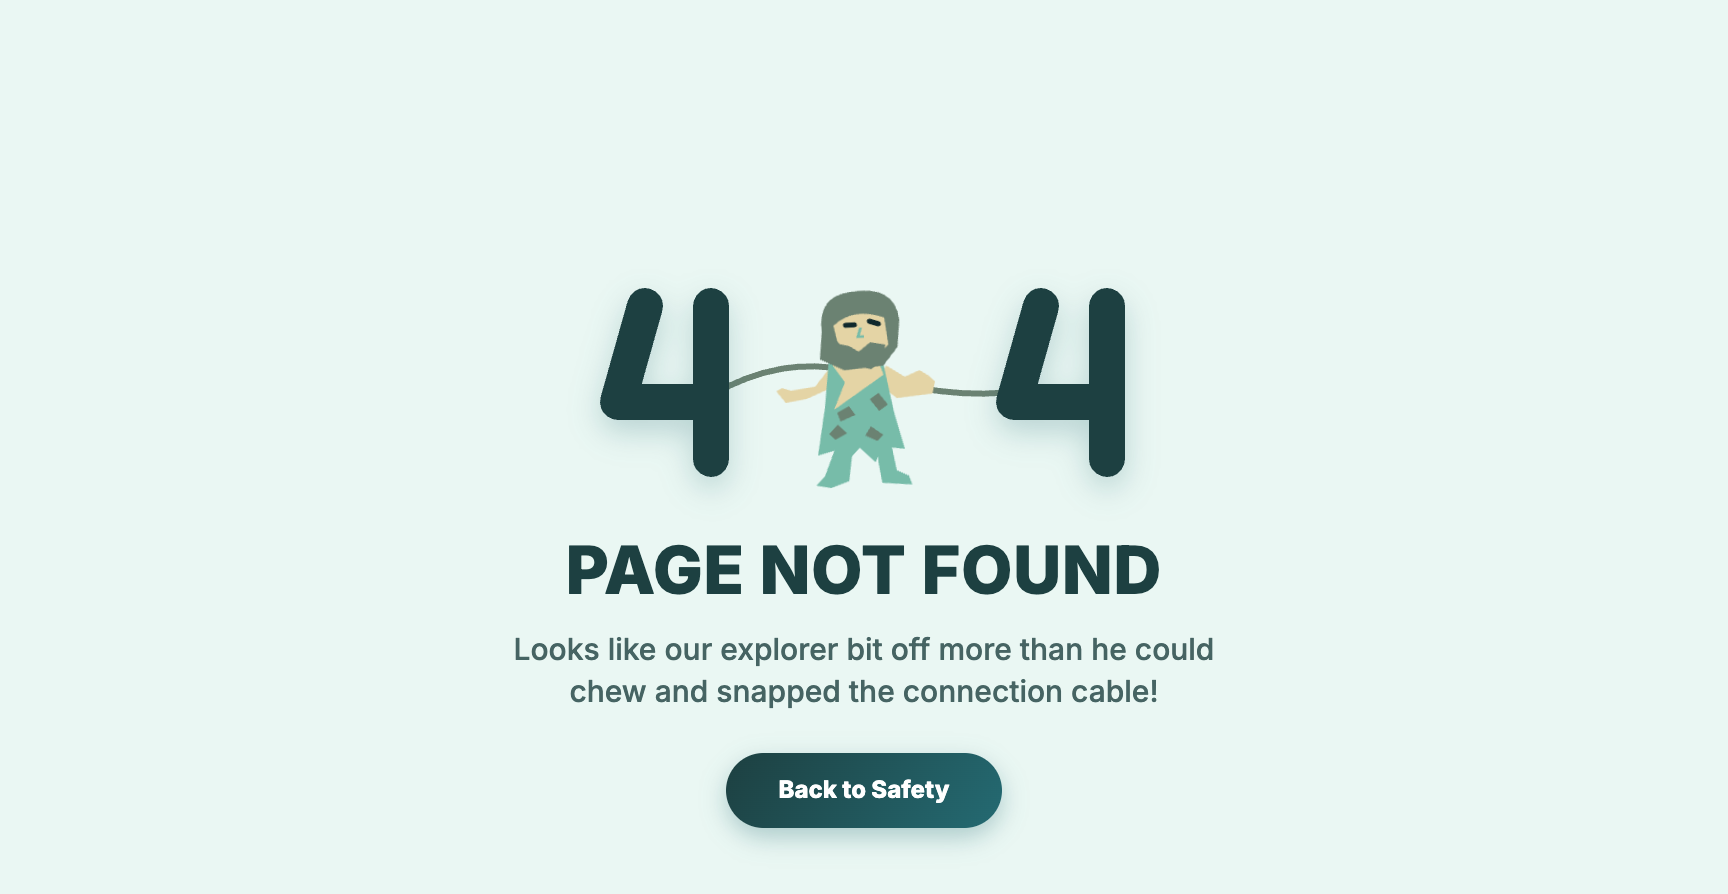 4 4
PAGE NOT FOUND
Looks like our explorer bit off more than he could
chew and snapped the connection cable!
Back to Safety